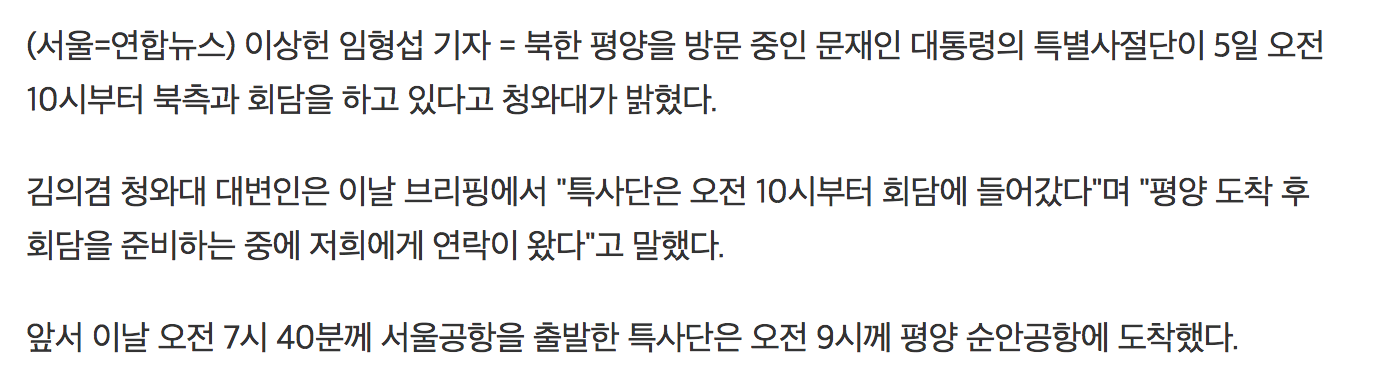 (서울=연합뉴스) 이상헌 임형섭 기자 = 북한 평양을 방문 중인 문재인 대통령의 특별사절단이 5일 오전
10시부터 북측과 회담을 하고 있다고 청와대가 밝혔다.
김의겸 청와대 대변인은 이날 브리핑에서 "특사단은 오전 10시부터 회담에 들어갔다"며 "평양 도착 후
회담을 준비하는 중에 저희에게 연락이 왔다"고 말했다.
앞서 이날 오전 7시 40분께 서울공항을 출발한 특사단은 오전 9시께 평양 순안공항에 도착했다.